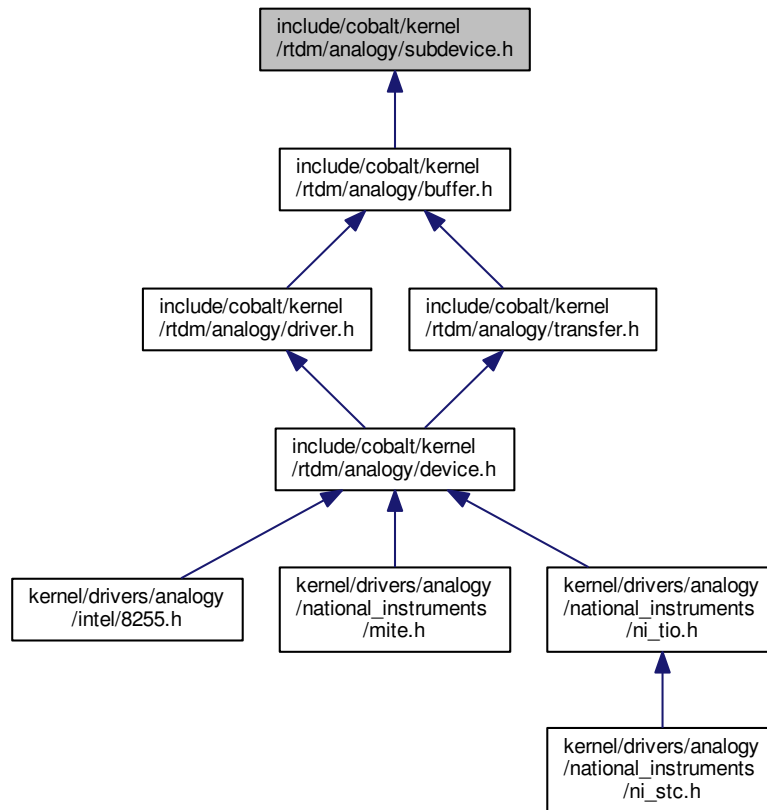 include/cobalt/kernel
/rtdm/analogy/subdevice.h
include/cobalt/kernel
/rtdm/analogy/buffer.h
include/cobalt/kernel
/rtdm/analogy/driver.h
include/cobalt/kernel
/rtdm/analogy/transfer.h
include/cobalt/kernel
/rtdm/analogy/device.h
kernel/drivers/analogy
/intel/8255.h
kernel/drivers/analogy
/national_instruments
/mite.h
kernel/drivers/analogy
/national_instruments
/ni_tio.h
kernel/drivers/analogy
/national_instruments
/ni_stc.h